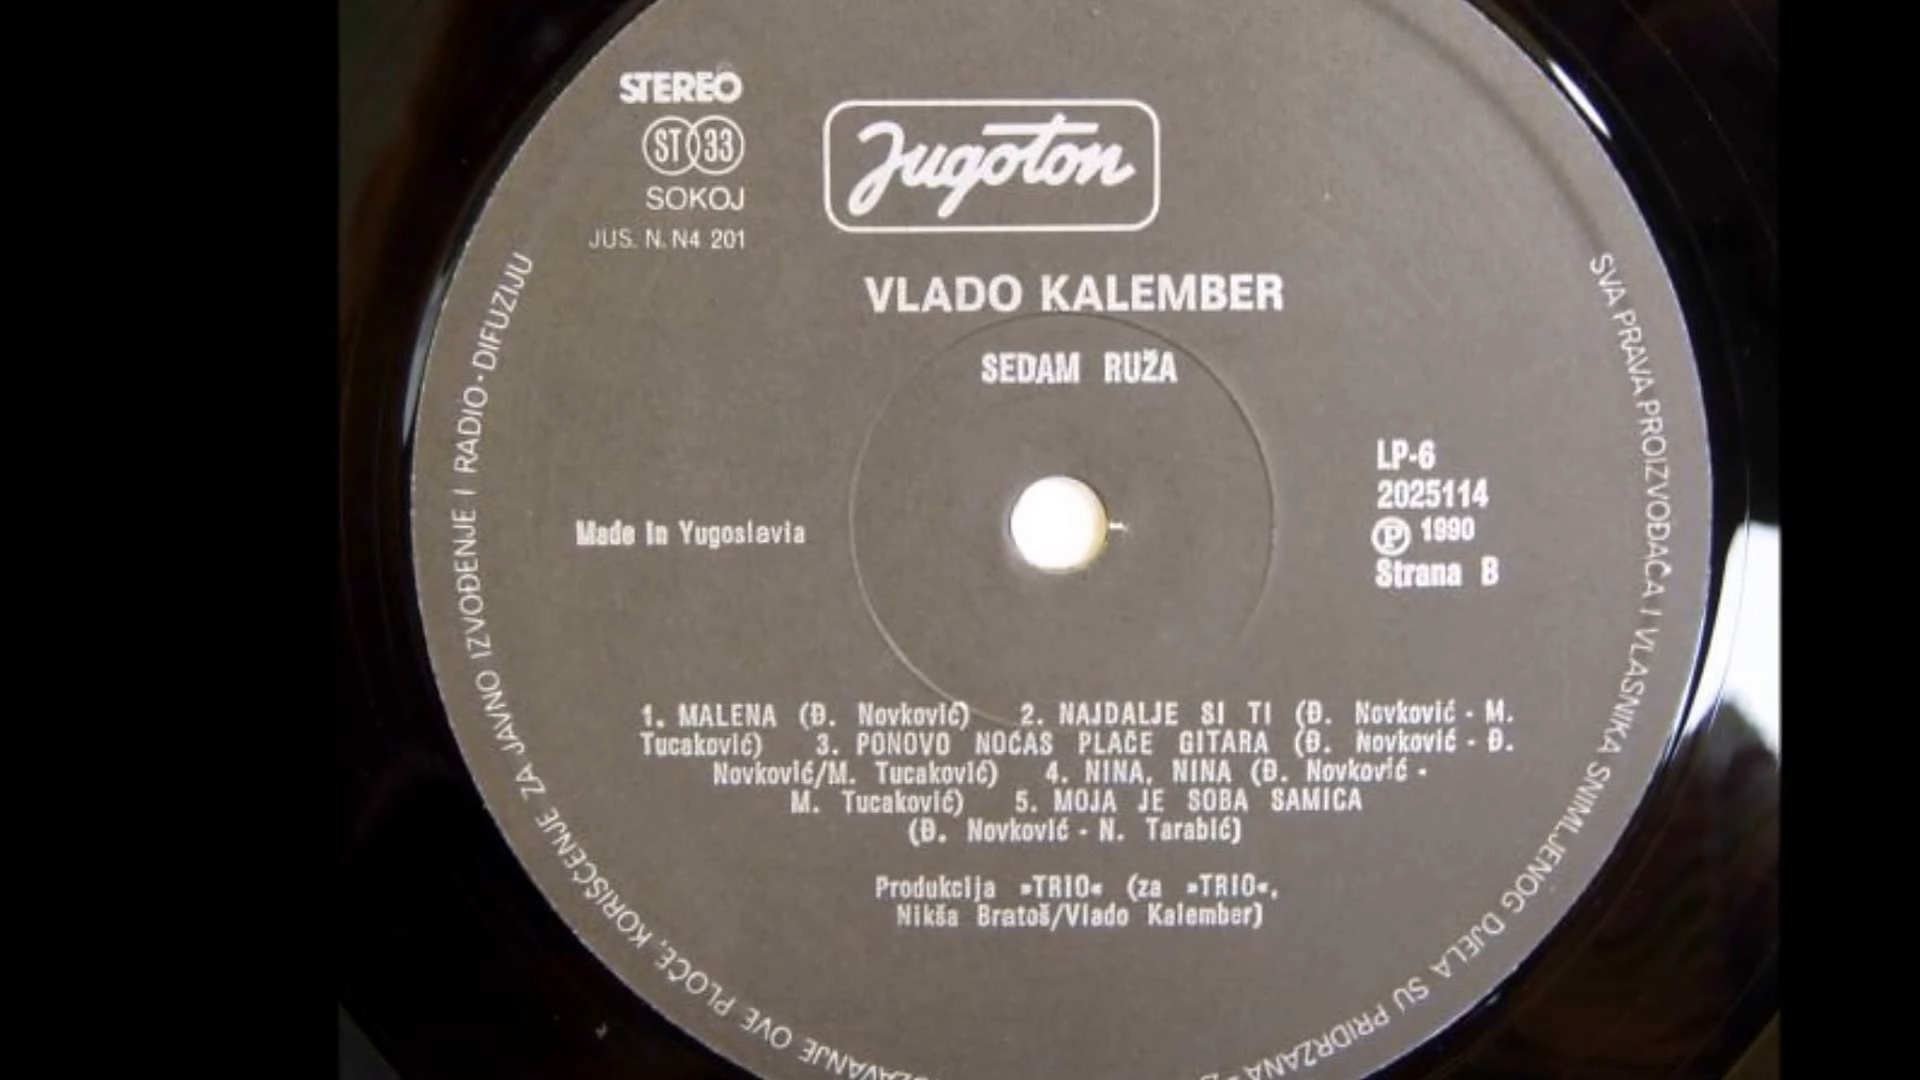 STEREO
ST 33
SOKOJ
JUS. N. N4 201
Jugoton
VLADO KALEMBER
SEDAM RUŽA
LP-6
2025114
Ⓟ 1990
Strana B
Made in Yugoslavia
1. MALENA (Đ. Novković) 2. NAJDALJE SI TI (Đ. Novković - M.
Tucaković) 3. PONOVO NOĆAS PLAČE GITARA (Đ. Novković - Đ.
Novković/M. Tucaković) 4. NINA, NINA (Đ. Novković -
M. Tucaković) 5. MOJA JE SOBA SAMICA
(Đ. Novković - N. Tarabić)
Produkcija »TRIO« (za »TRIO«,
Nikša Bratoš/Vlado Kalember)
SVA PRAVA PROIZVOĐAČA I VLASNIKA SNIMLJENOG DJELA SU PRIDRŽANA
OVE PLOČE, KORIŠĆENJE ZA JAVNO IZVOĐENJE I RADIO-DIFUZIJU